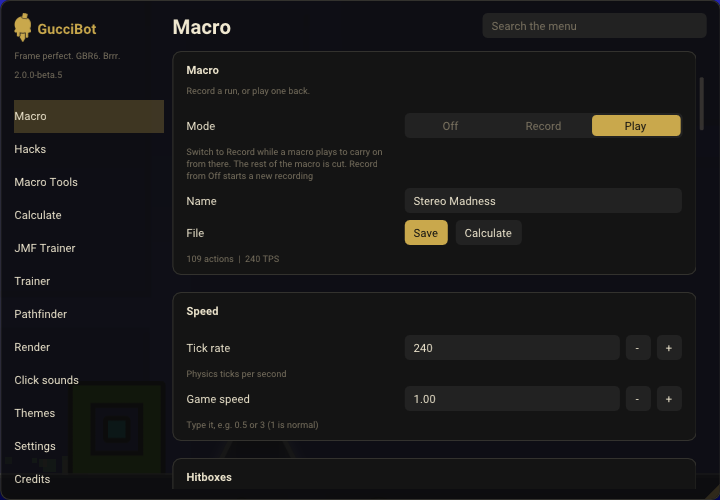 GucciBot
Frame perfect. GBR6. Brrr.
2.0.0-beta.5
Macro
Hacks
Macro Tools
Calculate
JMF Trainer
Trainer
Pathfinder
Render
Click sounds
Themes
Settings
Credits
Macro
Search the menu
Macro
Record a run, or play one back.
Mode
Off
Record
Play
Switch to Record while a macro plays to carry on
from there. The rest of the macro is cut. Record
from Off starts a new recording
Name
Stereo Madness
File
Save
Calculate
109 actions | 240 TPS
Speed
Tick rate
240
-
+
Physics ticks per second
Game speed
1.00
-
+
Type it, e.g. 0.5 or 3 (1 is normal)
Hitboxes